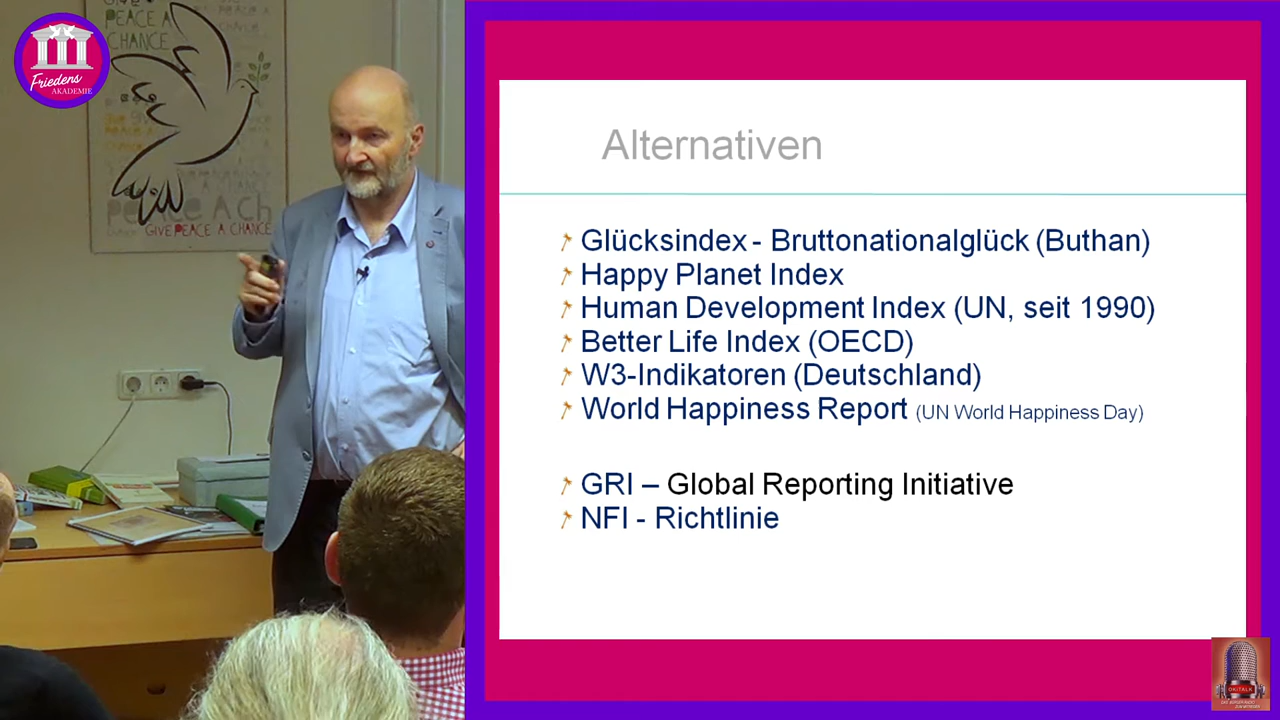 Friedens
AKADEMIE
PEACE A
CHANCE
GIVE PEACE A CHANCE
Alternativen
Glücksindex - Bruttonationalglück (Buthan)
Happy Planet Index
Human Development Index (UN, seit 1990)
Better Life Index (OECD)
W3-Indikatoren (Deutschland)
World Happiness Report (UN World Happiness Day)
GRI – Global Reporting Initiative
NFI - Richtlinie
OKiTALK